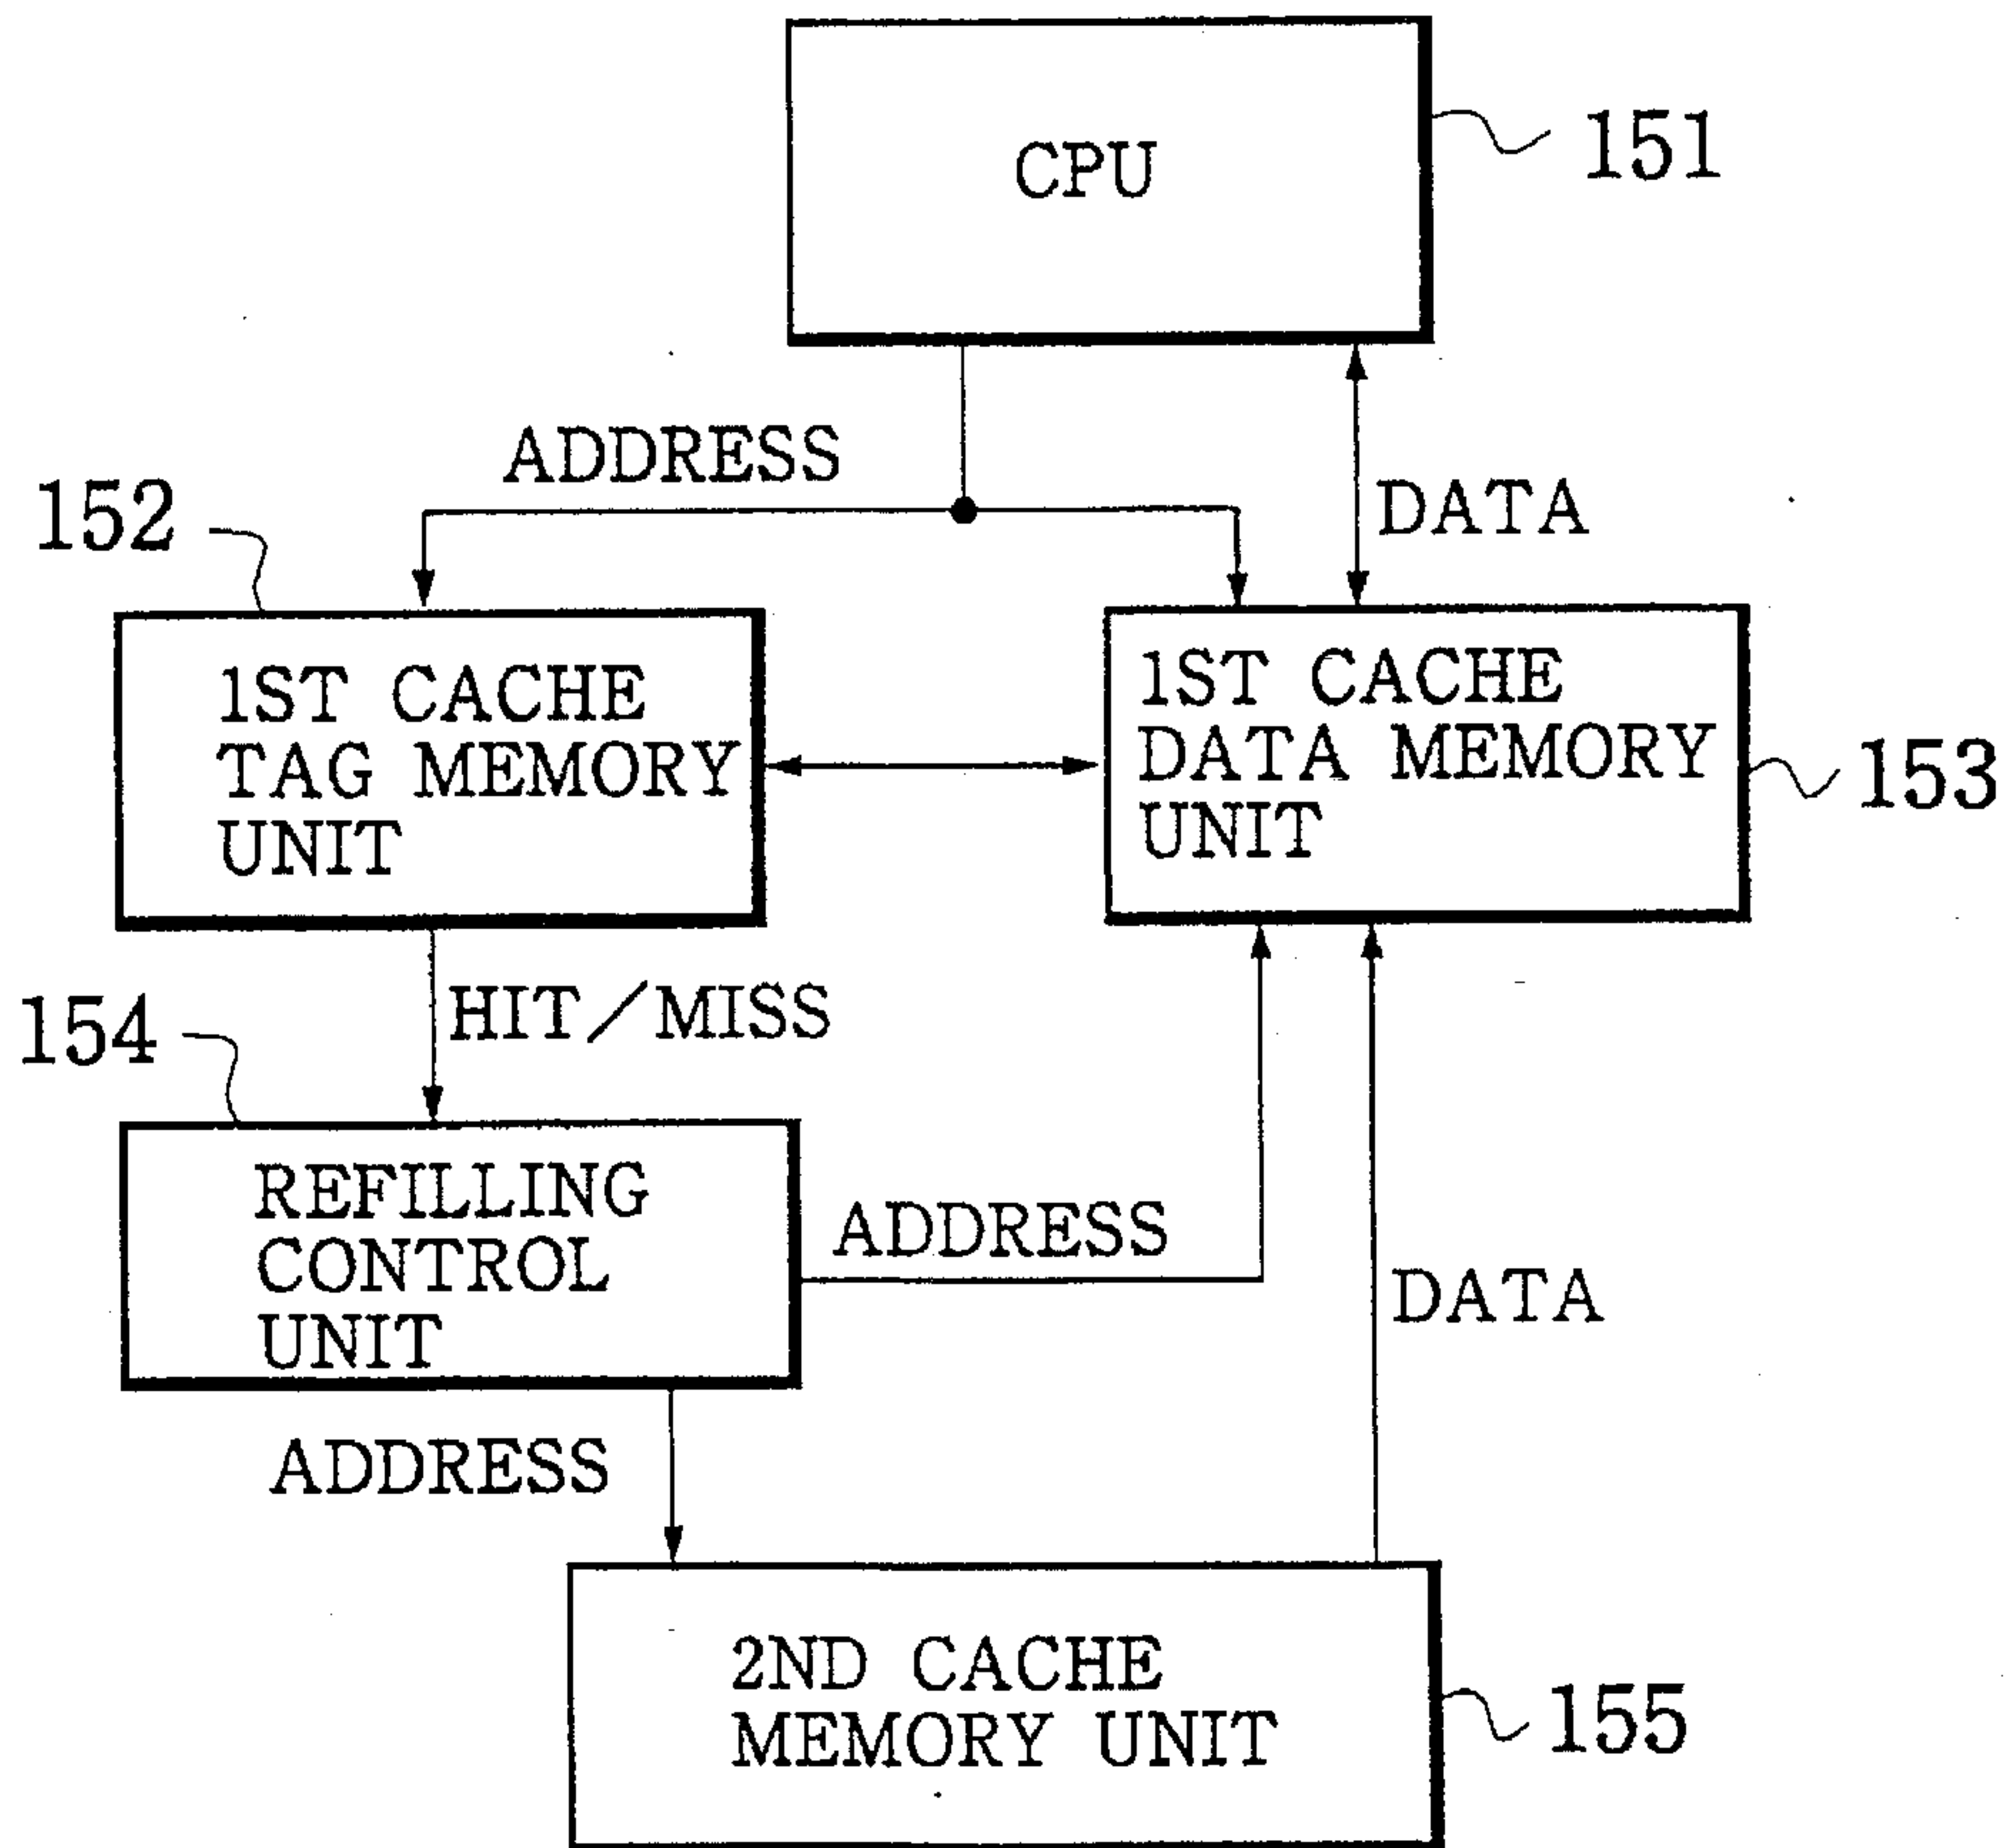 CPU
151
ADDRESS
DATA
152
1ST CACHE
TAG MEMORY
UNIT
1ST CACHE
DATA MEMORY
UNIT
153
HIT/MISS
154
REFILLING
CONTROL
UNIT
ADDRESS
DATA
ADDRESS
2ND CACHE
MEMORY UNIT
155